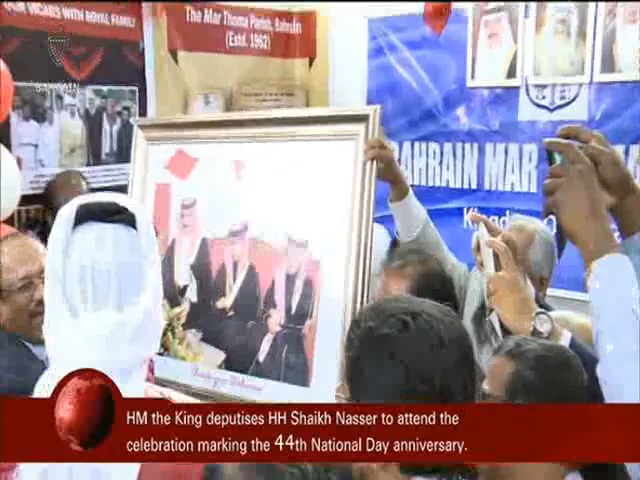 OUR VICARS WITH ROYAL FAMILY
The Mar Thoma Parish, Bahrain
(Estd. 1962)
BAHRAIN
BAHRAIN MAR
HM the King deputises HH Shaikh Nasser to attend the
celebration marking the 44th National Day anniversary.